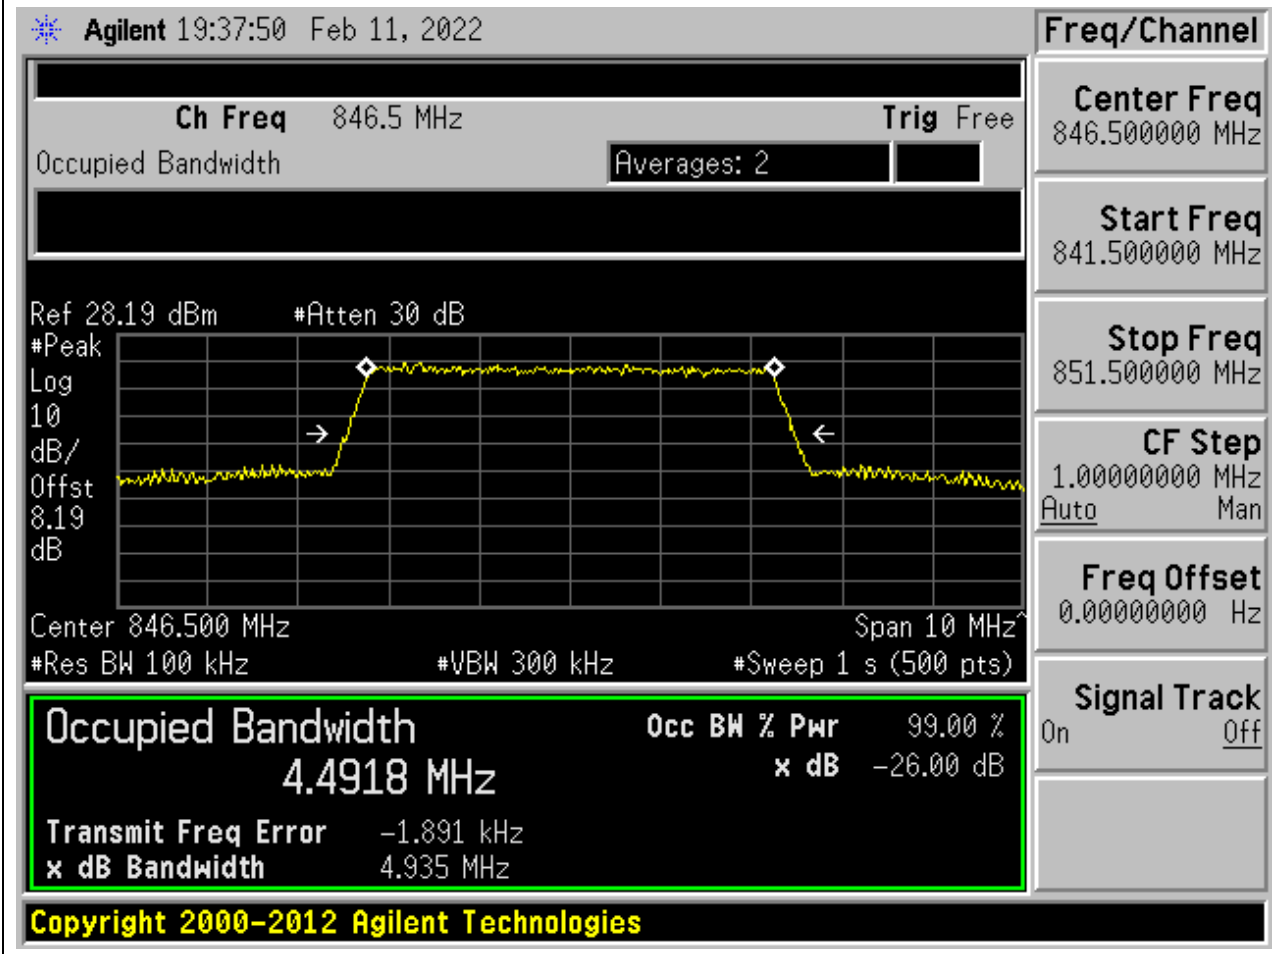 Agilent 19:37:50 Feb 11, 2022
Freq/Channel
Ch Freq 846.5 MHz Trig Free
Occupied Bandwidth Averages: 2
Center Freq
846.500000 MHz
Start Freq
841.500000 MHz
Stop Freq
851.500000 MHz
CF Step
1.00000000 MHz
Auto Man
Freq Offset
0.00000000 Hz
Signal Track
On Off
Ref 28.19 dBm #Atten 30 dB
#Peak
Log
10
dB/
Offst
8.19
dB
Center 846.500 MHz Span 10 MHz^
#Res BW 100 kHz #VBW 300 kHz #Sweep 1 s (500 pts)
Occupied Bandwidth Occ BW % Pwr 99.00 %
4.4918 MHz x dB -26.00 dB
Transmit Freq Error -1.891 kHz
x dB Bandwidth 4.935 MHz
Copyright 2000-2012 Agilent Technologies